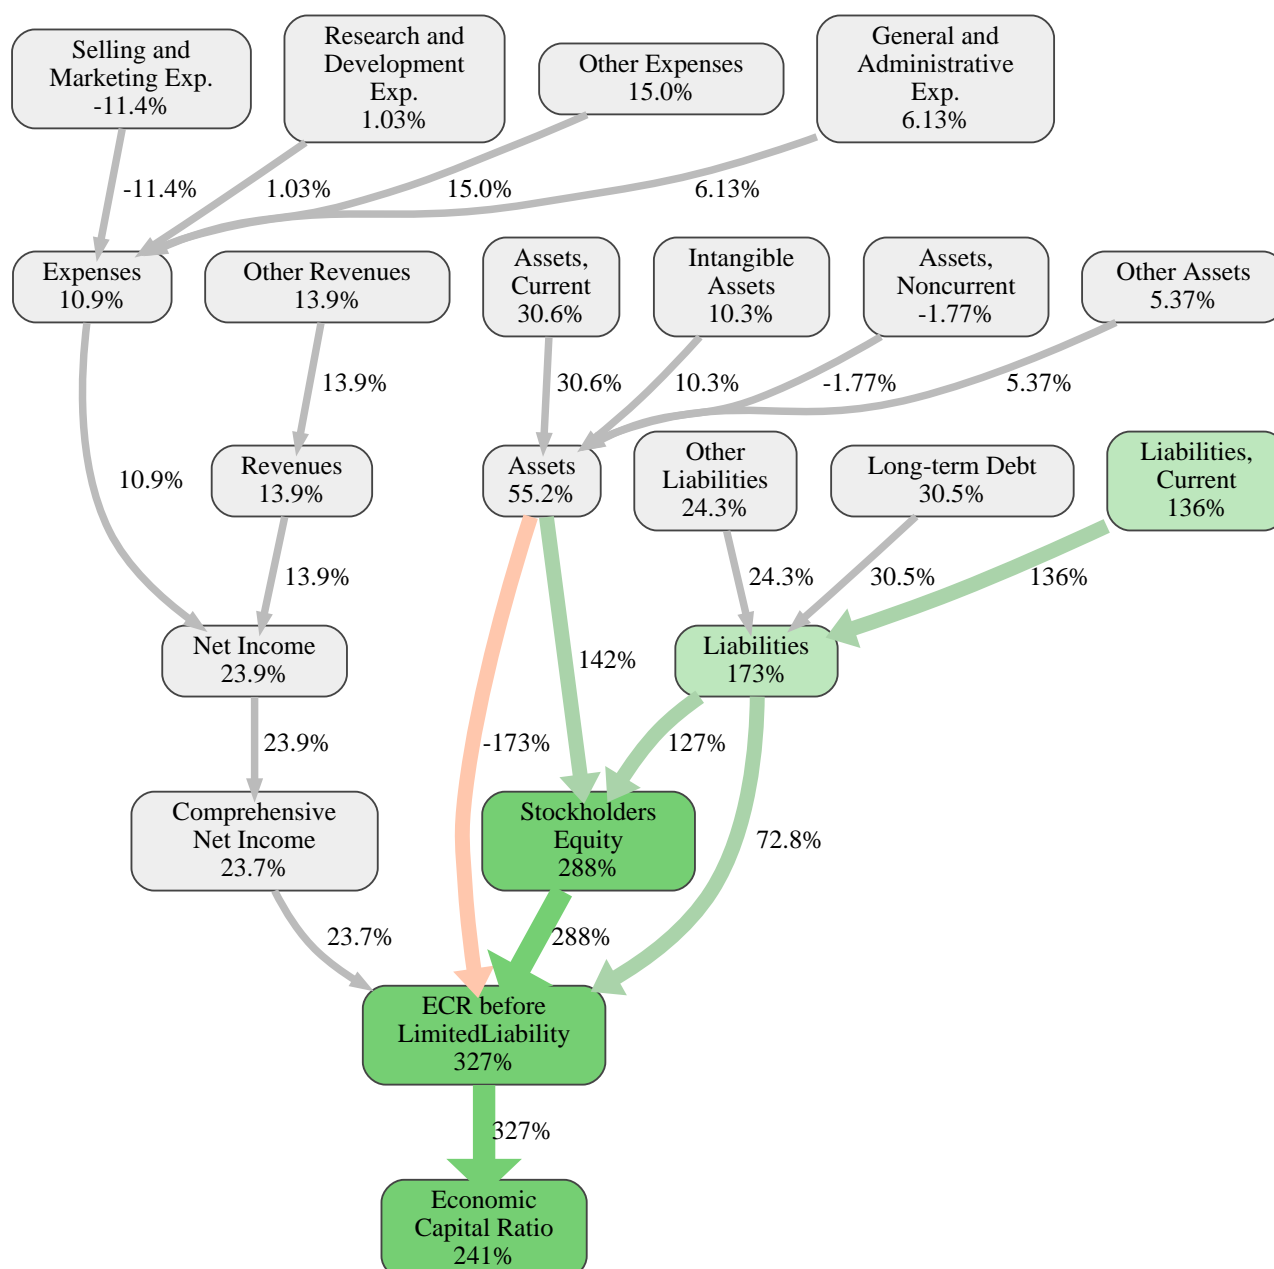 Selling and
Marketing Exp.
-11.4%
Research and
Development
Exp.
1.03%
Other Expenses
15.0%
General and
Administrative
Exp.
6.13%
-11.4%
1.03%
15.0%
6.13%
Expenses
10.9%
Other Revenues
13.9%
Assets,
Current
30.6%
Intangible
Assets
10.3%
Assets,
Noncurrent
-1.77%
Other Assets
5.37%
13.9%
30.6%
10.3%
-1.77%
5.37%
10.9%
Revenues
13.9%
Assets
55.2%
Other
Liabilities
24.3%
Long-term Debt
30.5%
Liabilities,
Current
136%
13.9%
24.3%
30.5%
136%
Net Income
23.9%
142%
Liabilities
173%
23.9%
-173%
127%
Comprehensive
Net Income
23.7%
Stockholders
Equity
288%
72.8%
23.7%
288%
ECR before
LimitedLiability
327%
327%
Economic
Capital Ratio
241%